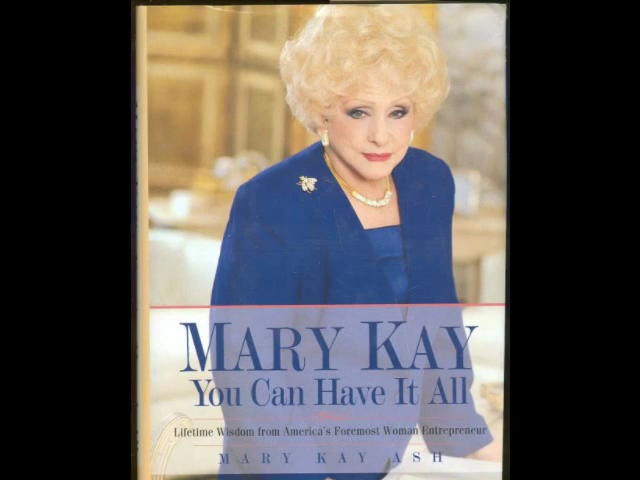 MARY KAY
You Can Have It All
Lifetime Wisdom from America's Foremost Woman Entrepreneur
MARY KAY ASH